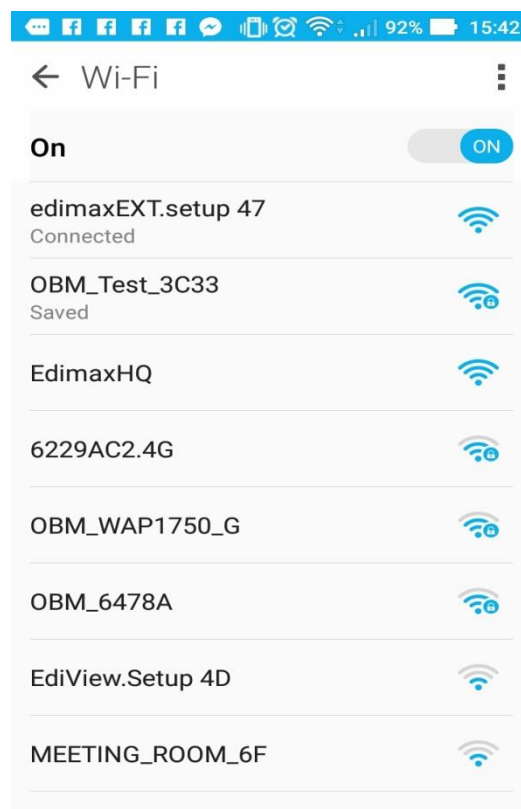 92% 15:42
Wi-Fi
On ON
edimaxEXT.setup 47
Connected
OBM_Test_3C33
Saved
EdimaxHQ
6229AC2.4G
OBM_WAP1750_G
OBM_6478A
EdiView.Setup 4D
MEETING_ROOM_6F